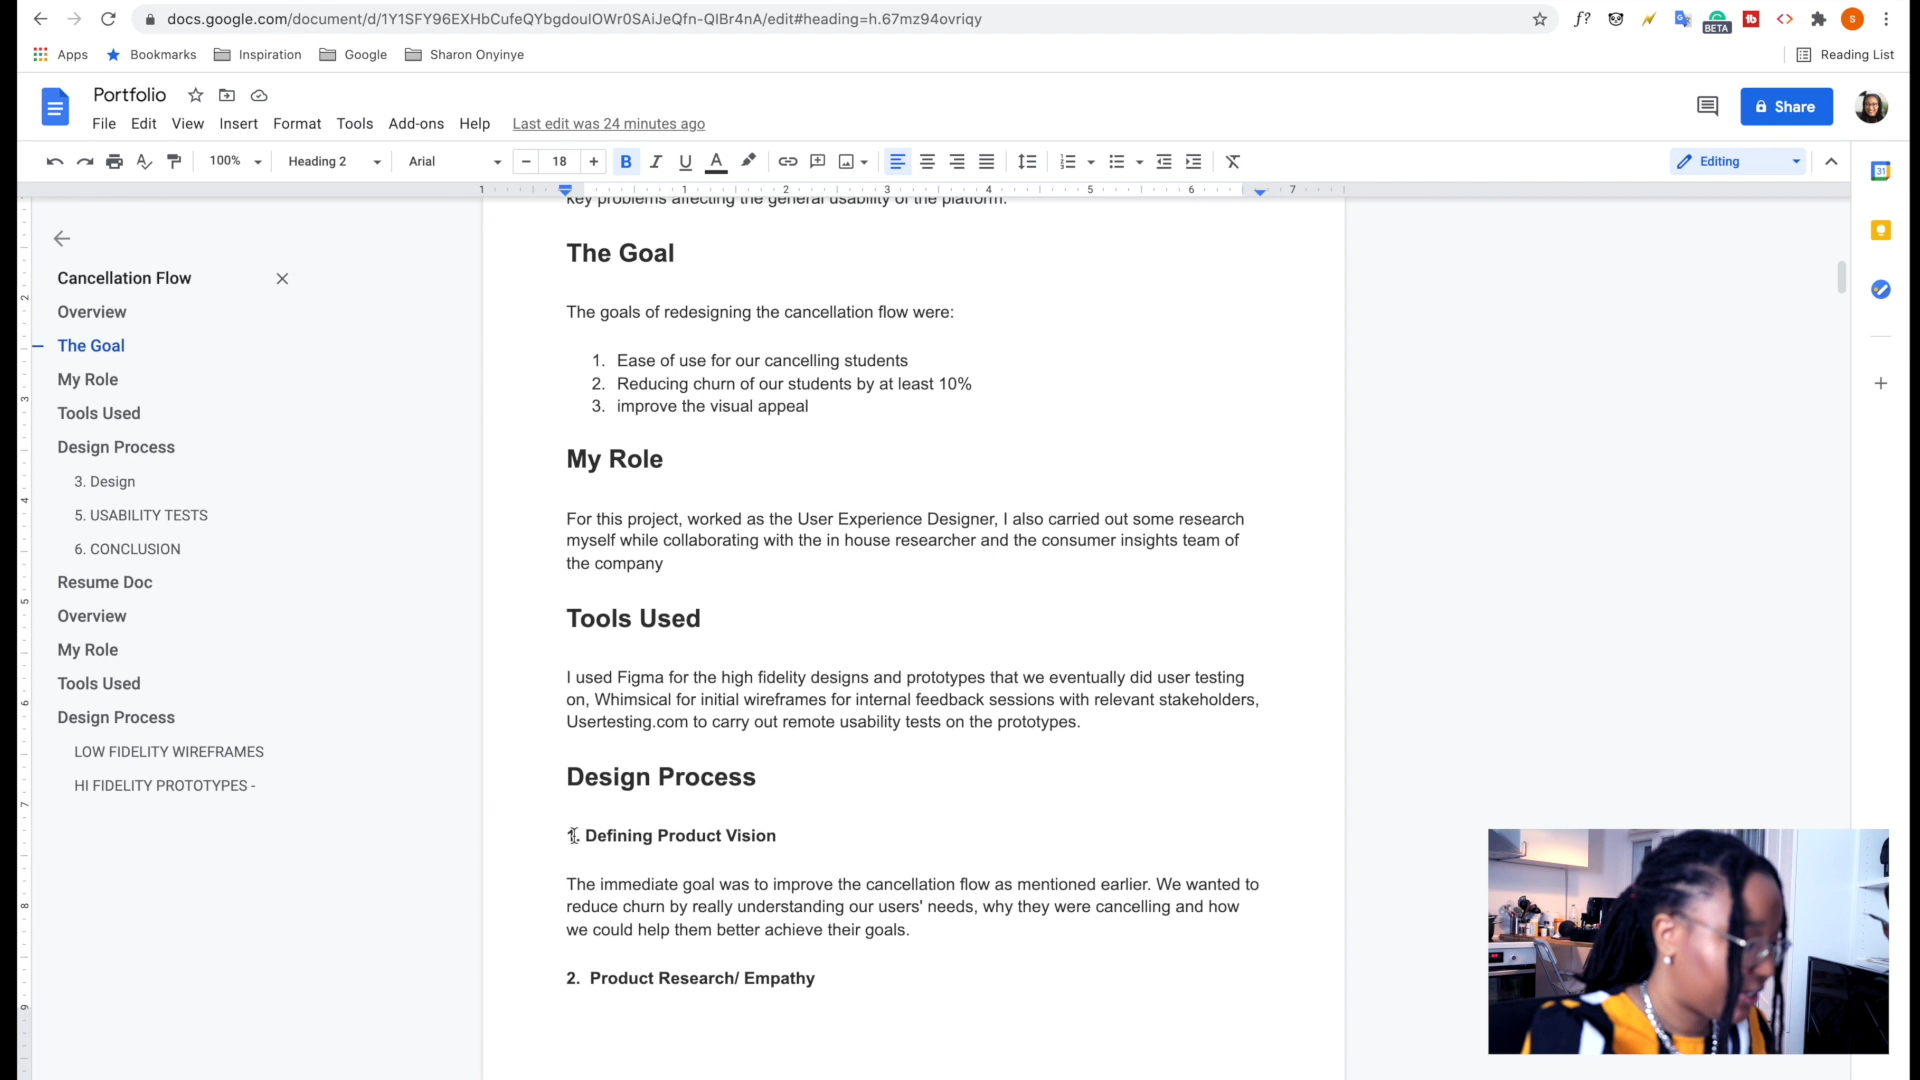 docs.google.com/document/d/1Y1SFY96EXHbCufeQYbgdouIOWr0SAiJeQfn-QIBr4nA/edit#heading=h.67mz94ovriqy
BETA
Apps
Bookmarks
Inspiration
Google
Sharon Onyinye
Reading List
Portfolio
File Edit View Insert Format Tools Add-ons Help Last edit was 24 minutes ago
Share
100% Heading 2 Arial 18 Editing
1 1 2 3 4 5 6 7
key problems affecting the general usability of the platform.
Cancellation Flow
Overview
The Goal
My Role
Tools Used
Design Process
3. Design
5. USABILITY TESTS
6. CONCLUSION
Resume Doc
Overview
My Role
Tools Used
Design Process
LOW FIDELITY WIREFRAMES
HI FIDELITY PROTOTYPES -
The Goal
The goals of redesigning the cancellation flow were:
1. Ease of use for our cancelling students
2. Reducing churn of our students by at least 10%
3. improve the visual appeal
My Role
For this project, worked as the User Experience Designer, I also carried out some research
myself while collaborating with the in house researcher and the consumer insights team of
the company
Tools Used
I used Figma for the high fidelity designs and prototypes that we eventually did user testing
on, Whimsical for initial wireframes for internal feedback sessions with relevant stakeholders,
Usertesting.com to carry out remote usability tests on the prototypes.
Design Process
1. Defining Product Vision
The immediate goal was to improve the cancellation flow as mentioned earlier. We wanted to
reduce churn by really understanding our users' needs, why they were cancelling and how
we could help them better achieve their goals.
2. Product Research/ Empathy